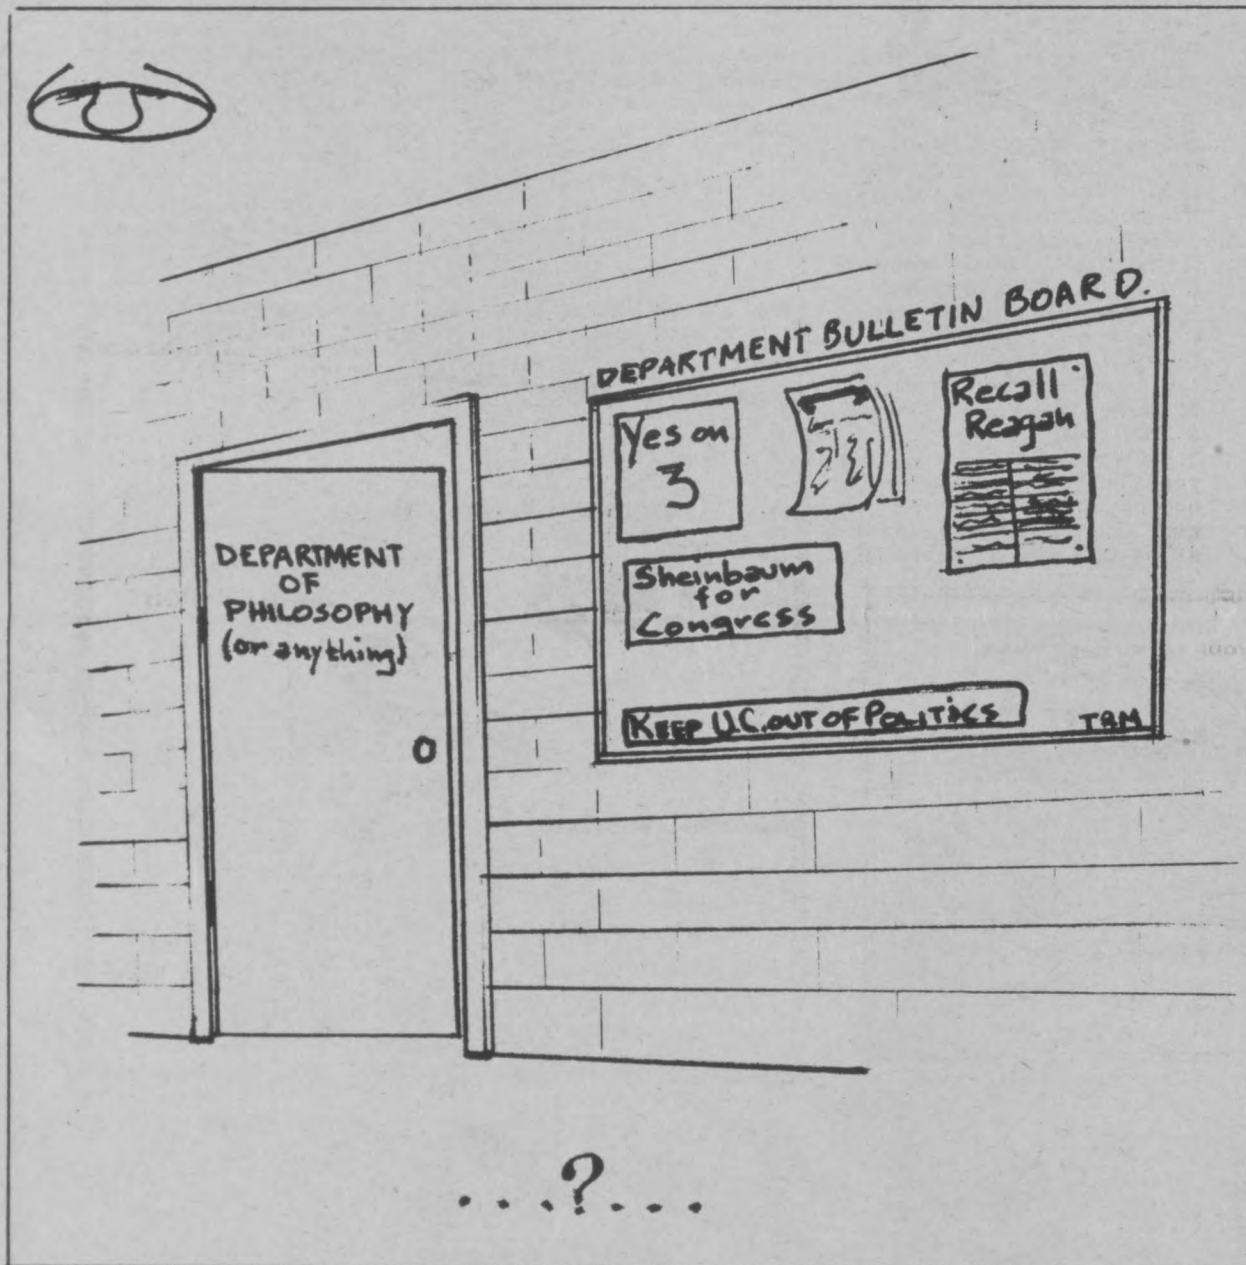 DEPARTMENT
OF
PHILOSOPHY
(or anything)
DEPARTMENT BULLETIN BOARD.
Yes on
3
Recall
Reagan
Sheinbaum
for
Congress
KEEP U.C. OUT OF POLITICS
TBM
...?...